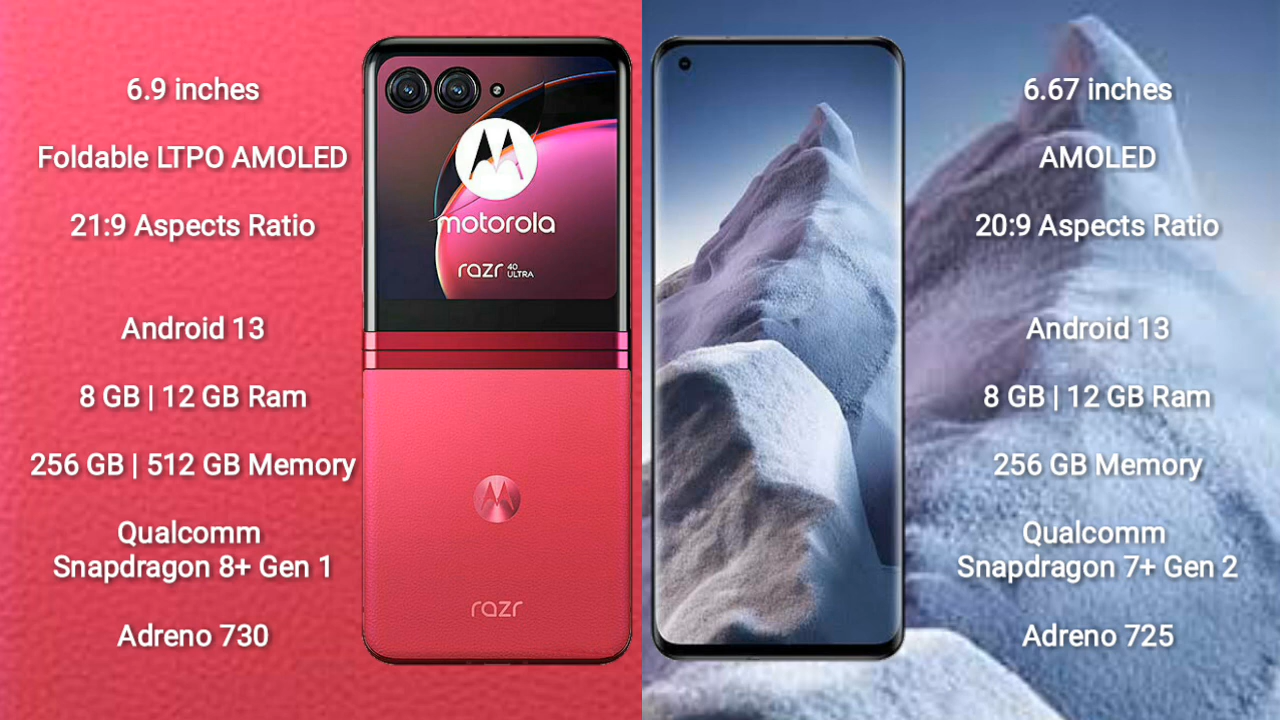 6.9 inches
Foldable LTPO AMOLED
21:9 Aspects Ratio
Android 13
8 GB | 12 GB Ram
256 GB | 512 GB Memory
Qualcomm
Snapdragon 8+ Gen 1
Adreno 730
motorola
razr 40 ULTRA
razr
6.67 inches
AMOLED
20:9 Aspects Ratio
Android 13
8 GB | 12 GB Ram
256 GB Memory
Qualcomm
Snapdragon 7+ Gen 2
Adreno 725